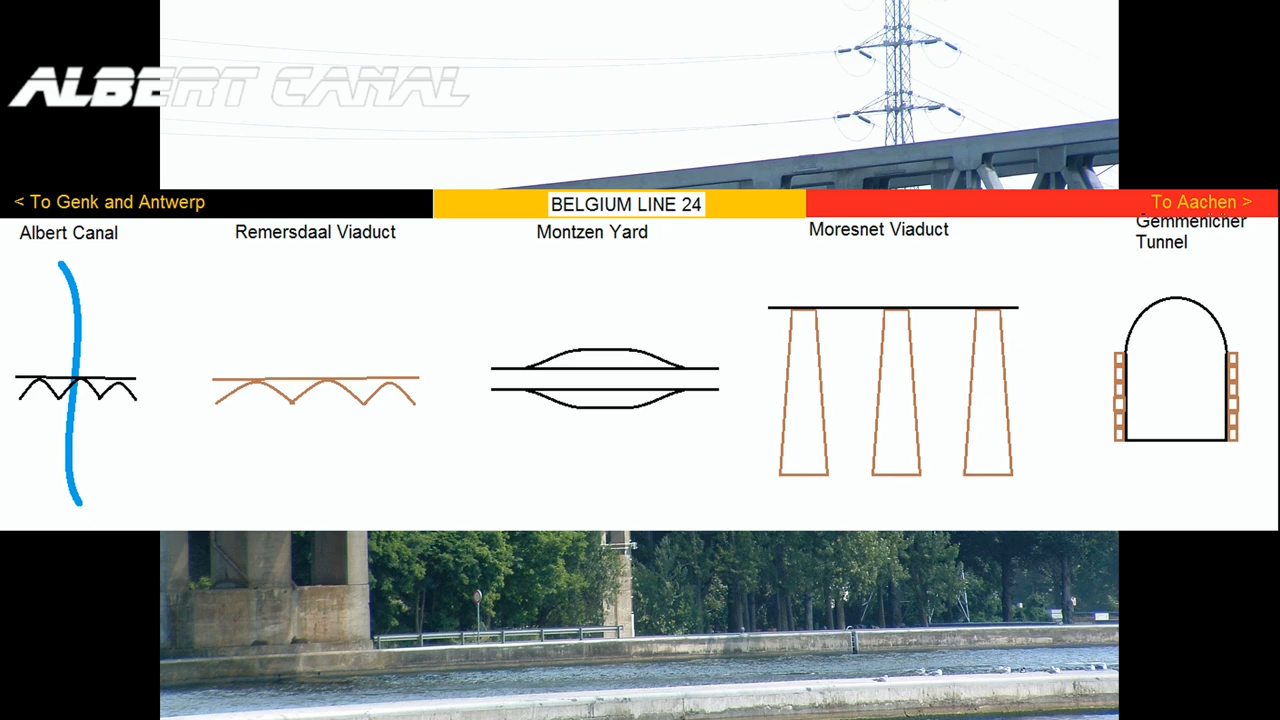 ALBERT CANAL
< To Genk and Antwerp
BELGIUM LINE 24
To Aachen >
Albert Canal
Remersdaal Viaduct
Montzen Yard
Moresnet Viaduct
Gemmenicher
Tunnel